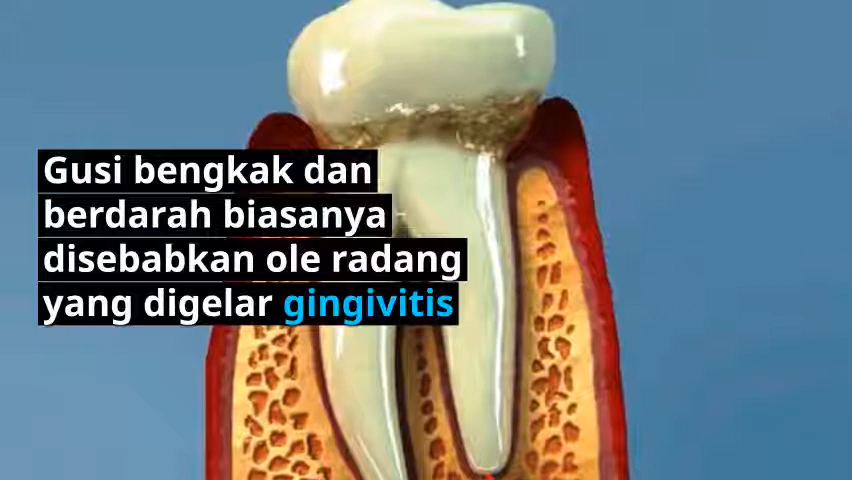 Gusi bengkak dan
berdarah biasanya
disebabkan ole radang
yang digelar gingivitis